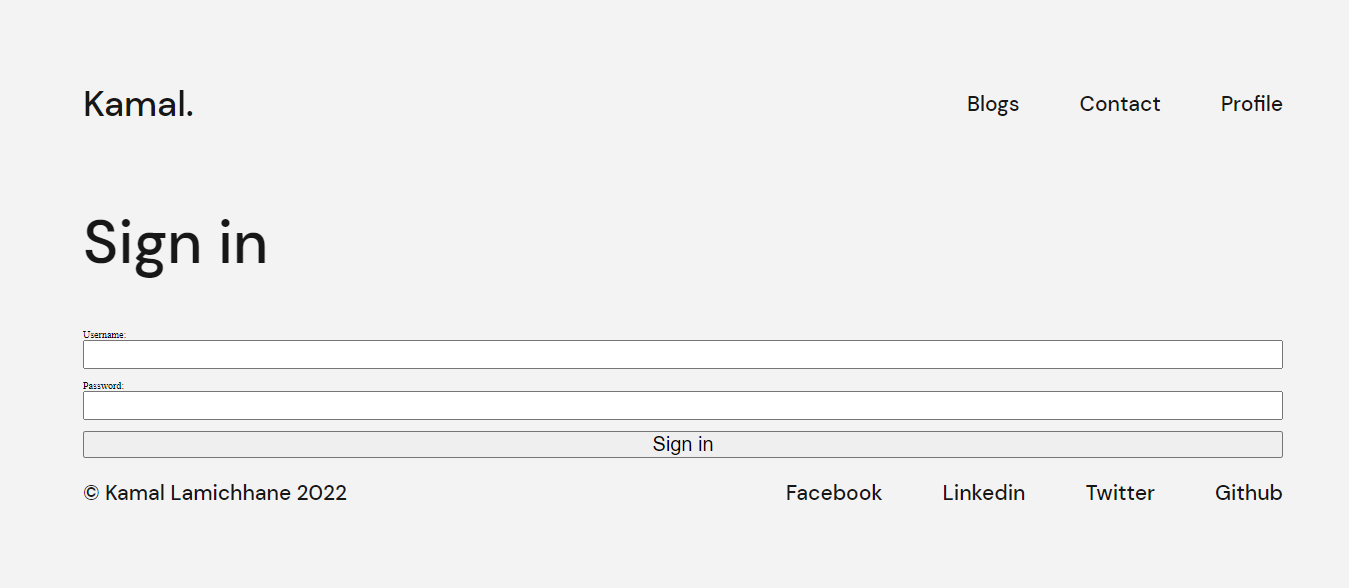 Kamal.
Blogs Contact Profile
Sign in
Username:
Password:
Sign in
© Kamal Lamichhane 2022
Facebook Linkedin Twitter Github